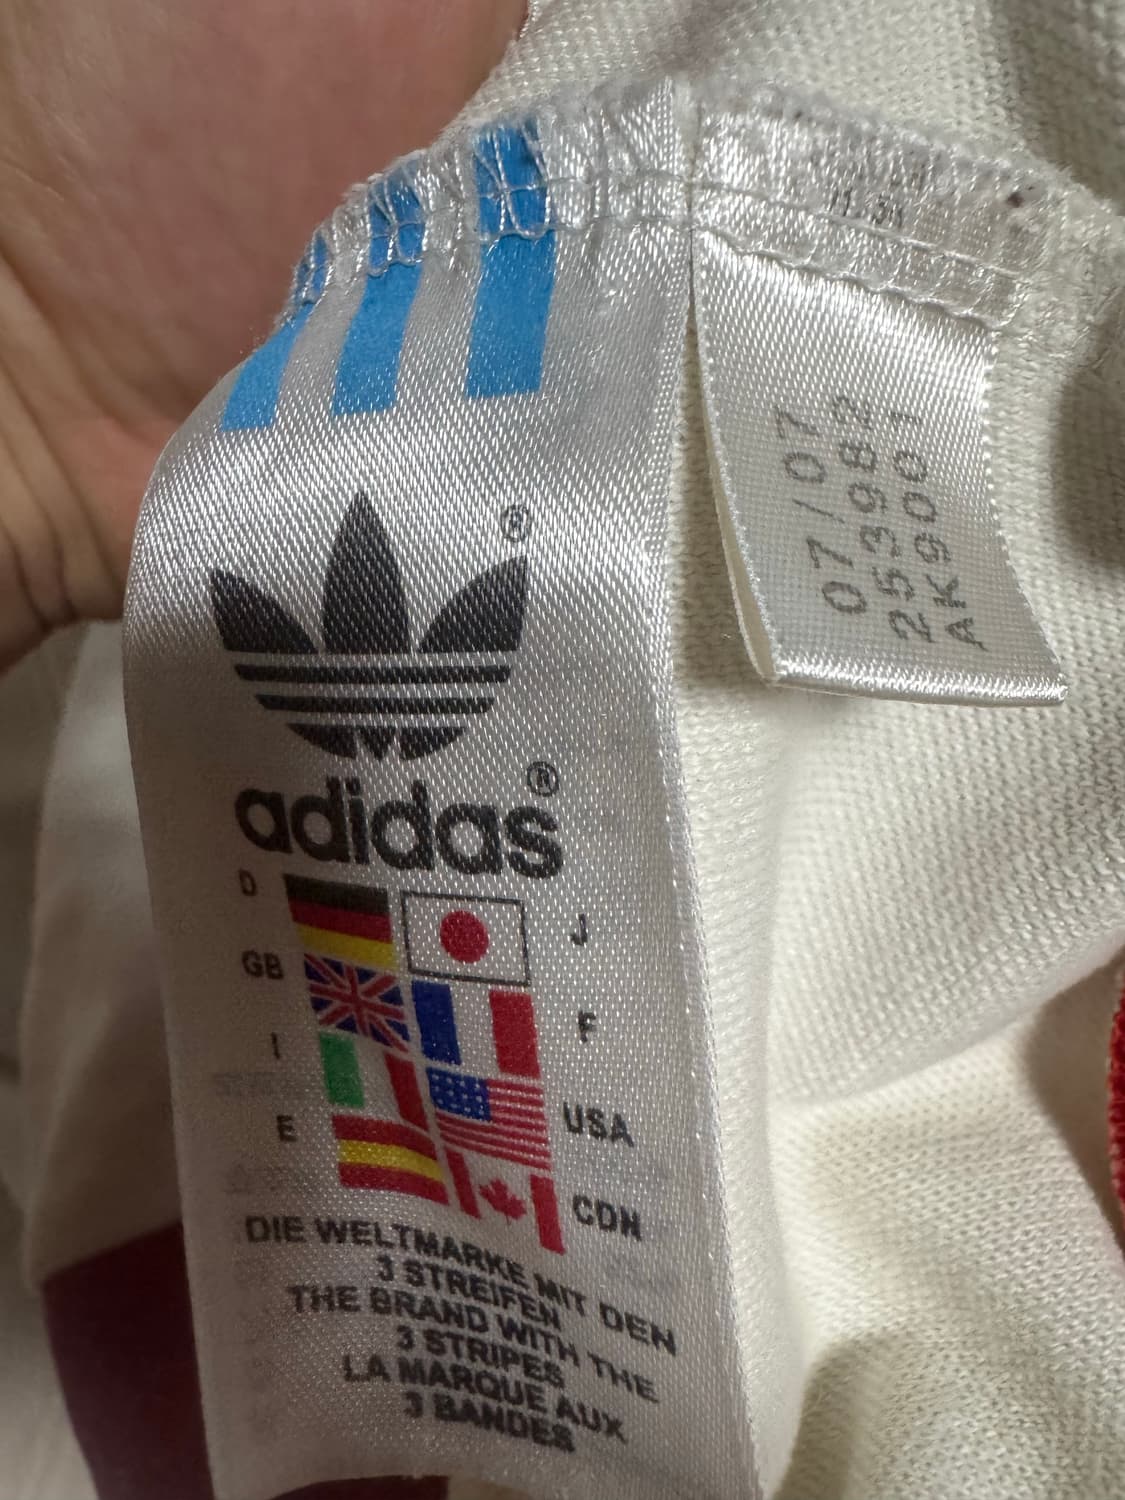 ®
adidas®
D
J
GB
F
I
USA
E
CDN
DIE WELTMARKE MIT DEN
3 STREIFEN
THE BRAND WITH THE
3 STRIPES
LA MARQUE AUX
3 BANDES
07/07
253982
AK9001